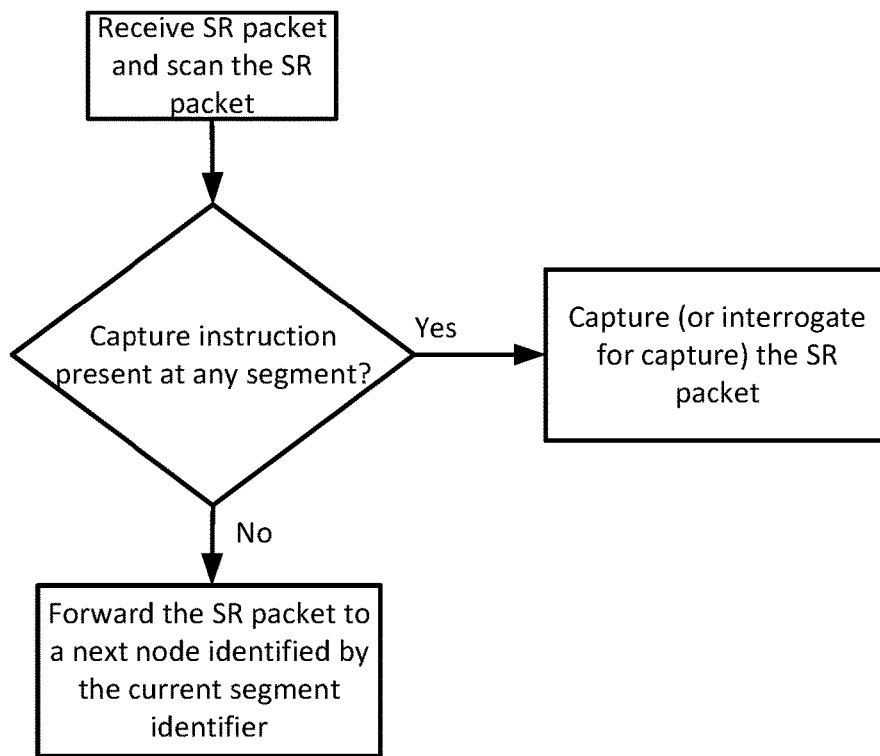 Receive SR packet
and scan the SR
packet
Capture instruction
present at any segment?
Yes
Capture (or interrogate
for capture) the SR
packet
No
Forward the SR packet to
a next node identified by
the current segment
identifier